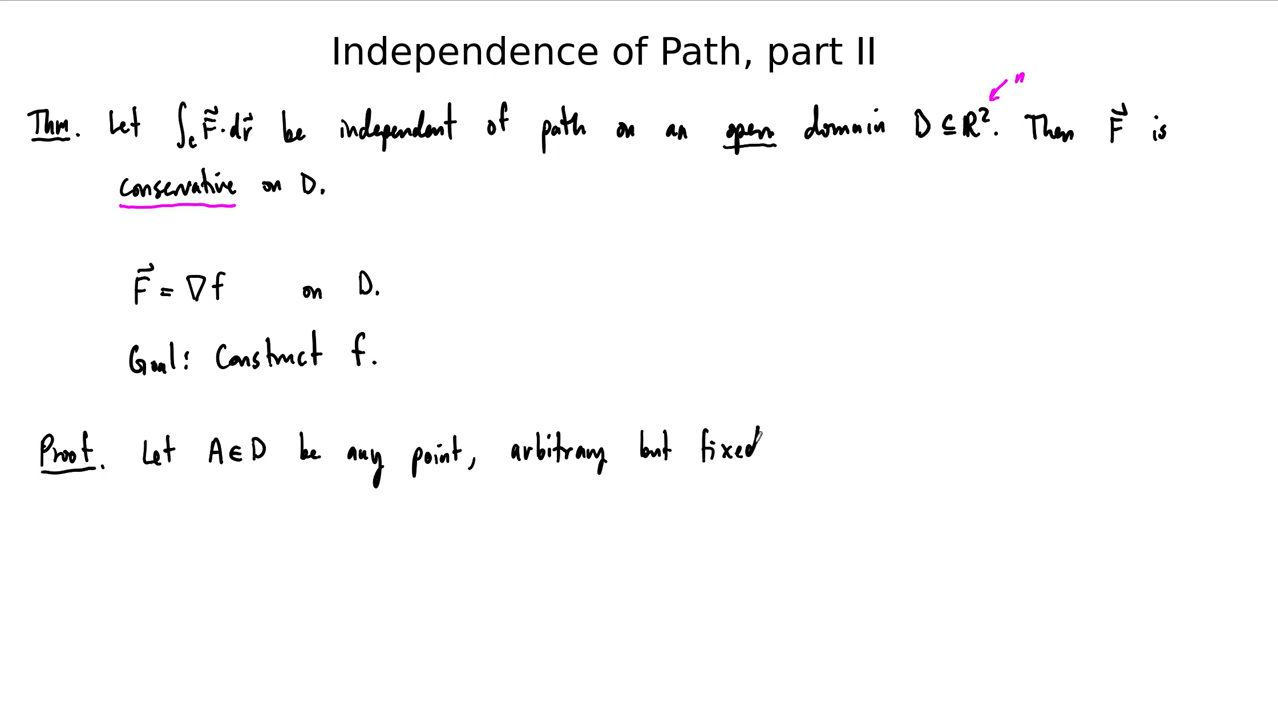 Independence of Path, part II
n
Thm. Let ∫_c F⃗·dr⃗ be independent of path on an open domain D ⊆ R². Then F⃗ is
conservative on D.
F⃗ = ∇f on D.
Goal: Construct f.
Proof. Let A ∈ D be any point, arbitrary but fixed